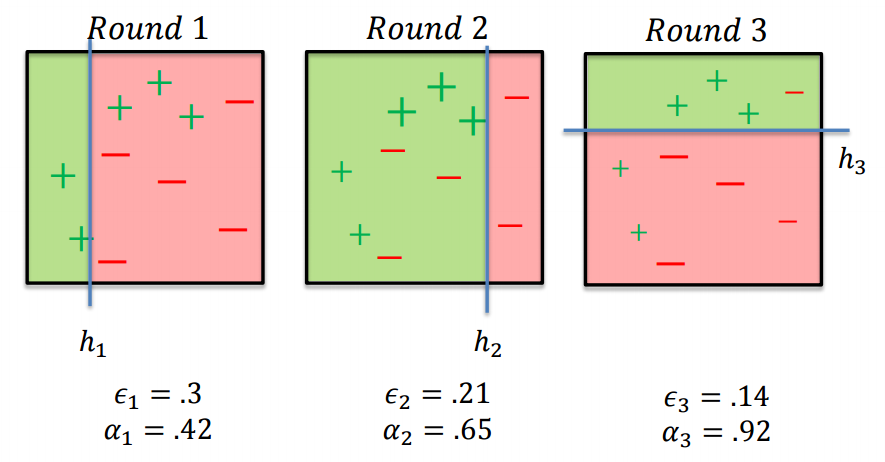 Round 1
Round 2
Round 3
h₁
h₂
h₃
ϵ₁ = .3
α₁ = .42
ϵ₂ = .21
α₂ = .65
ϵ₃ = .14
α₃ = .92